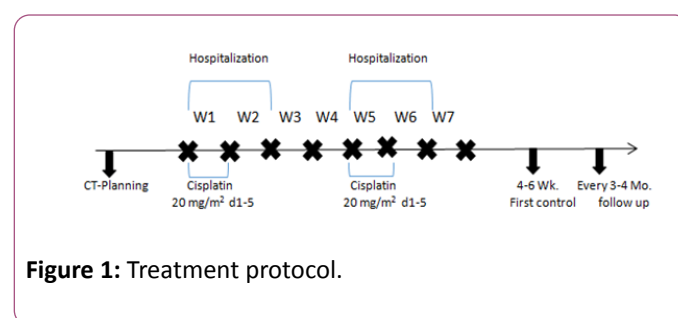 Hospitalization Hospitalization
W1 W2 W3 W4 W5 W6 W7
CT-Planning Cisplatin Cisplatin 4-6 Wk. Every 3-4 Mo.
20 mg/m² d1-5 20 mg/m² d1-5 First control follow up
Figure 1: Treatment protocol.